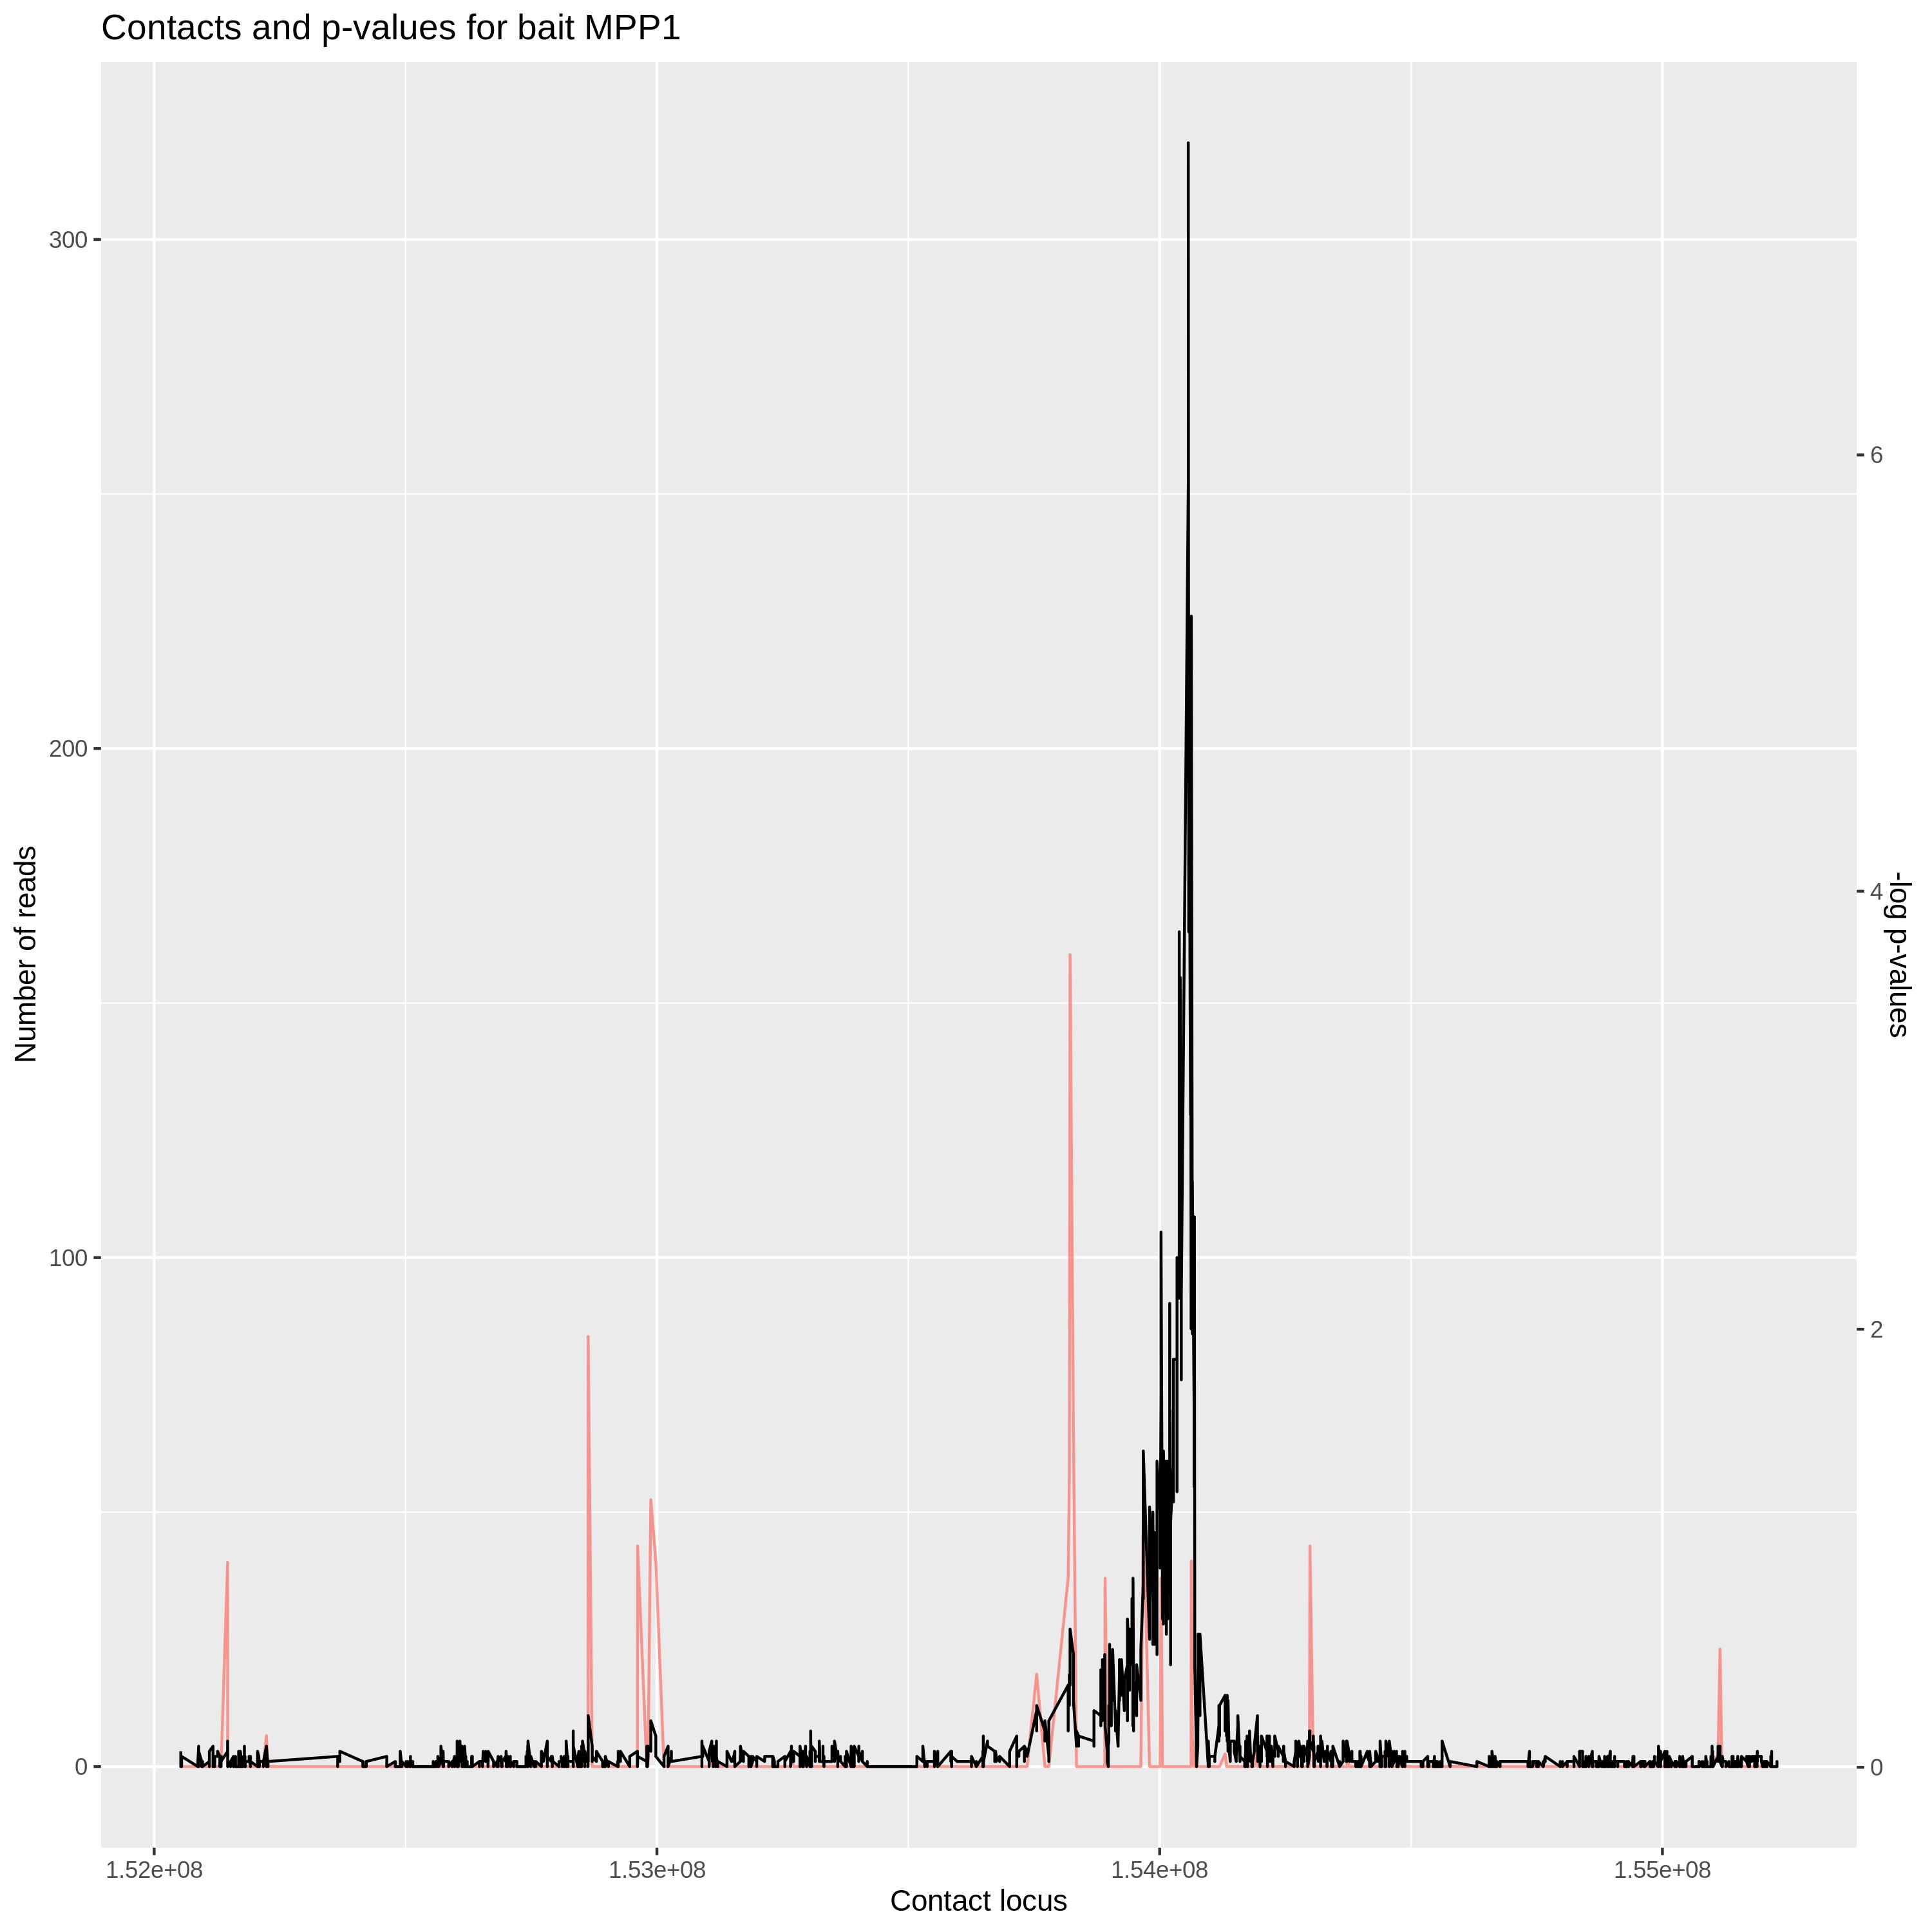 Contacts and p-values for bait MPP1
300
200
100
0
Number of reads
6
4
2
0
-log p-values
1.52e+08
1.53e+08
1.54e+08
1.55e+08
Contact locus